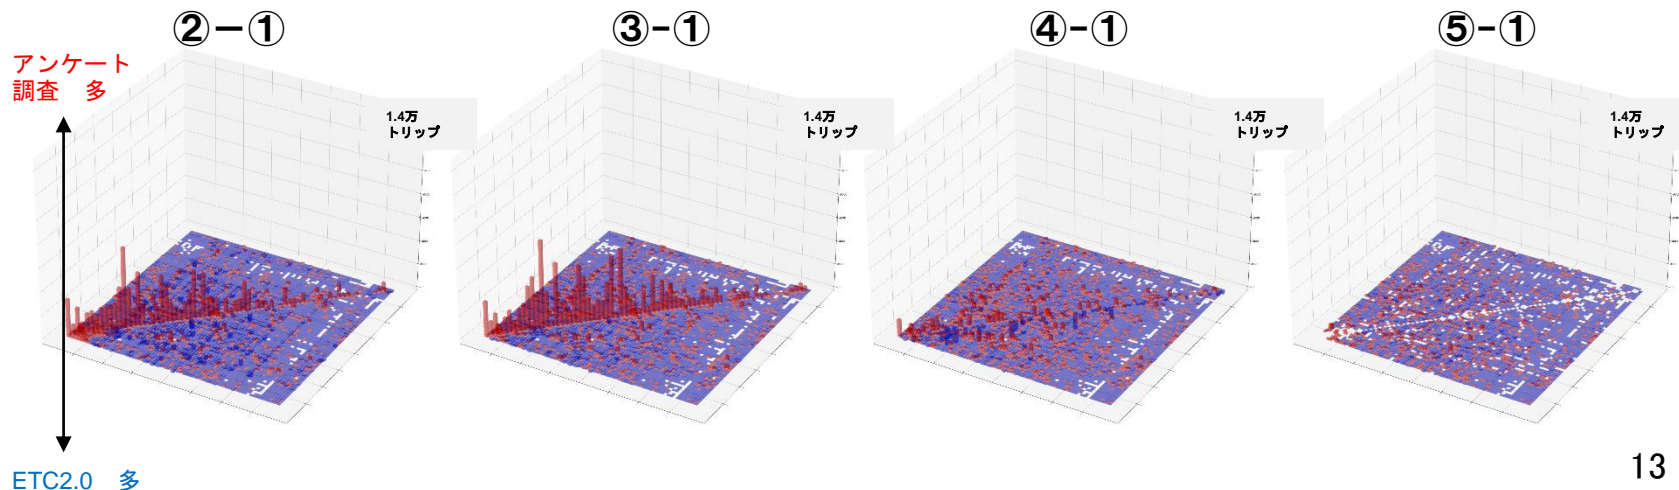 ②－①
③-①
④-①
⑤-①
アンケート
調査　多
1.4万
トリップ
1.4万
トリップ
1.4万
トリップ
1.4万
トリップ
ETC2.0　多
13